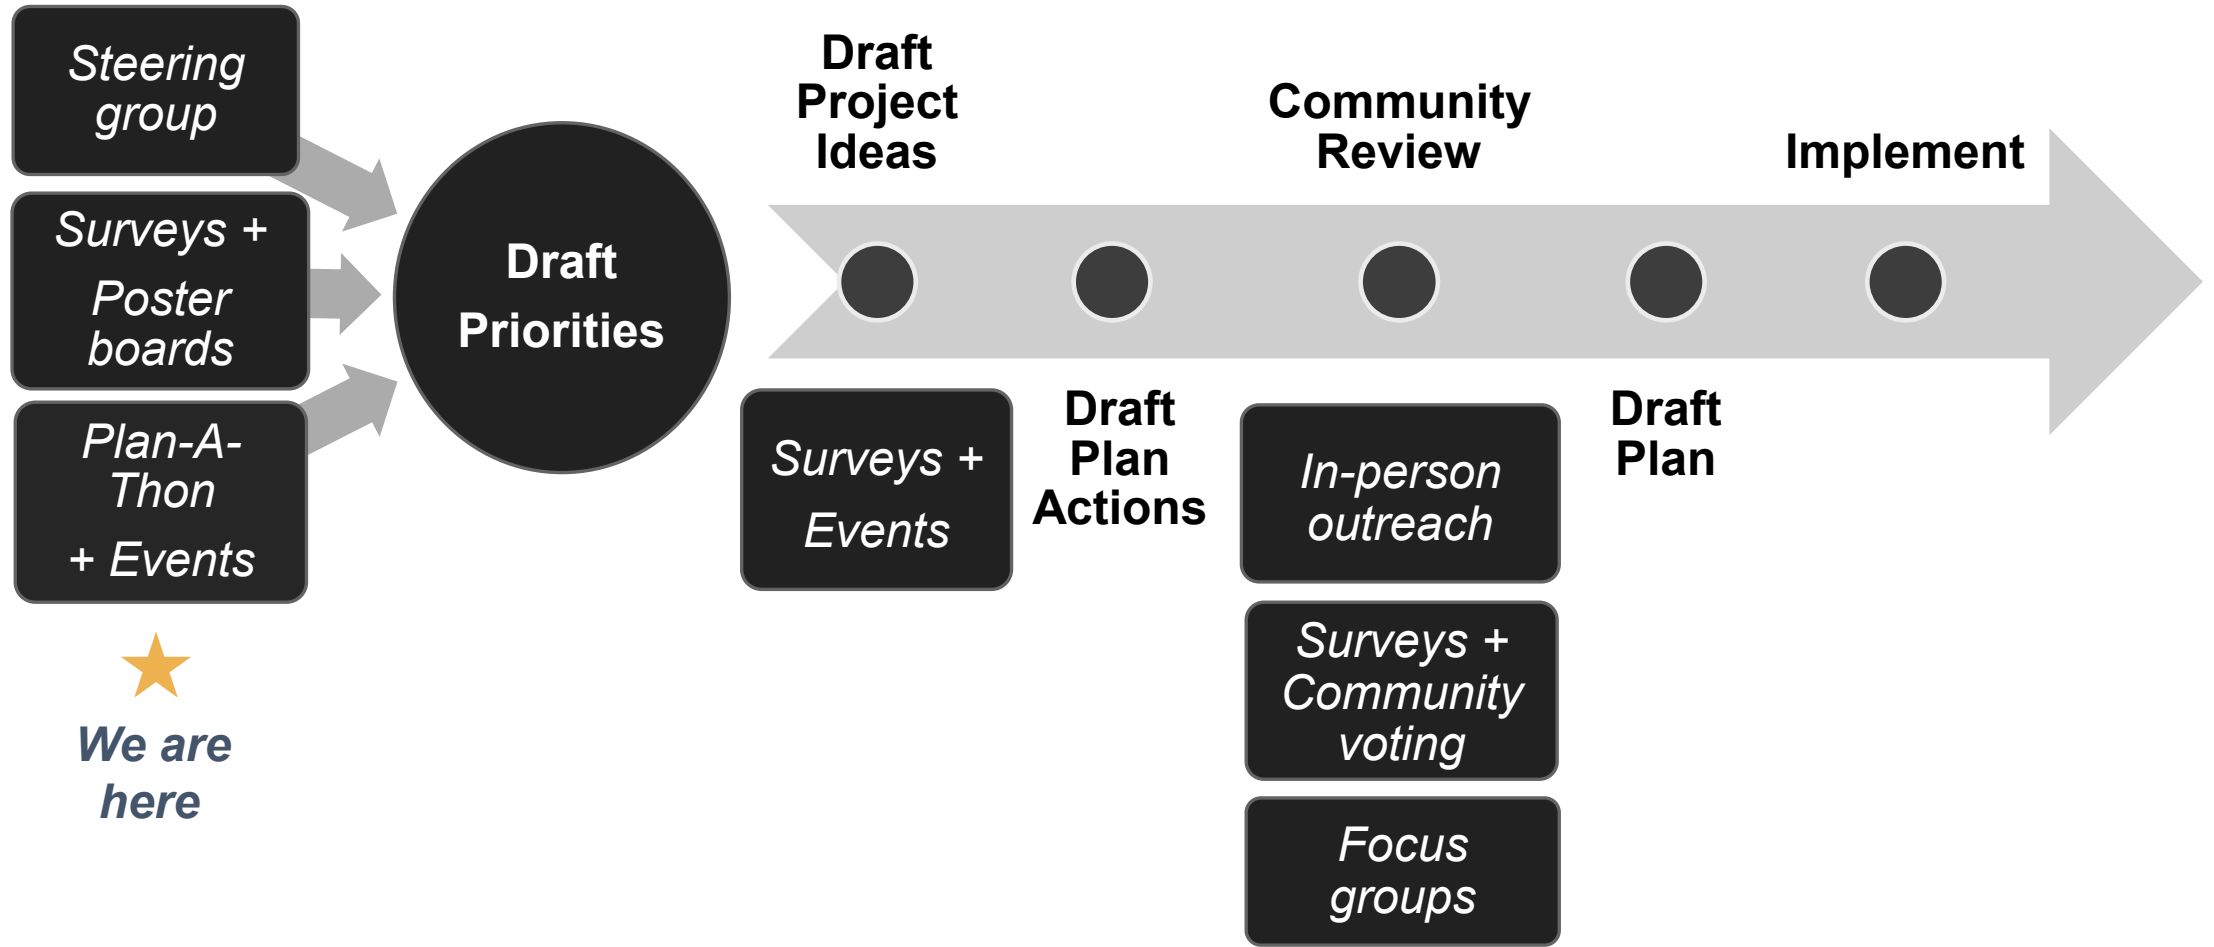 Steering
group
Surveys +
Poster
boards
Plan-A-
Thon
+ Events
We are
here
Draft
Priorities
Draft
Project
Ideas
Surveys +
Events
Draft
Plan
Actions
Community
Review
In-person
outreach
Surveys +
Community
voting
Focus
groups
Draft
Plan
Implement